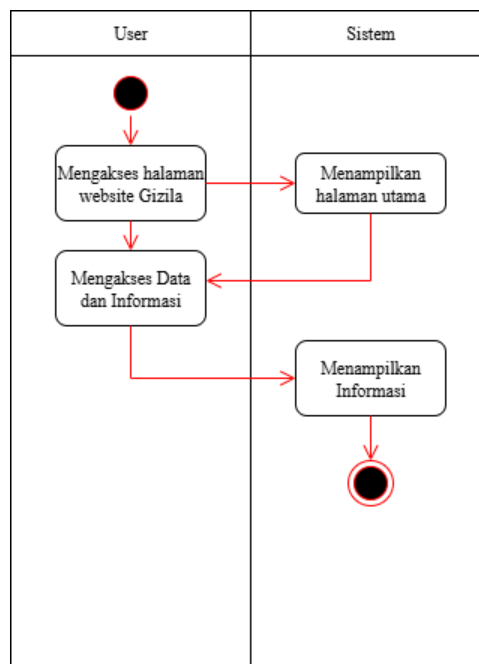 User
Sistem
Mengakses halaman
website Gizila
Menampilkan
halaman utama
Mengakses Data
dan Informasi
Menampilkan
Informasi